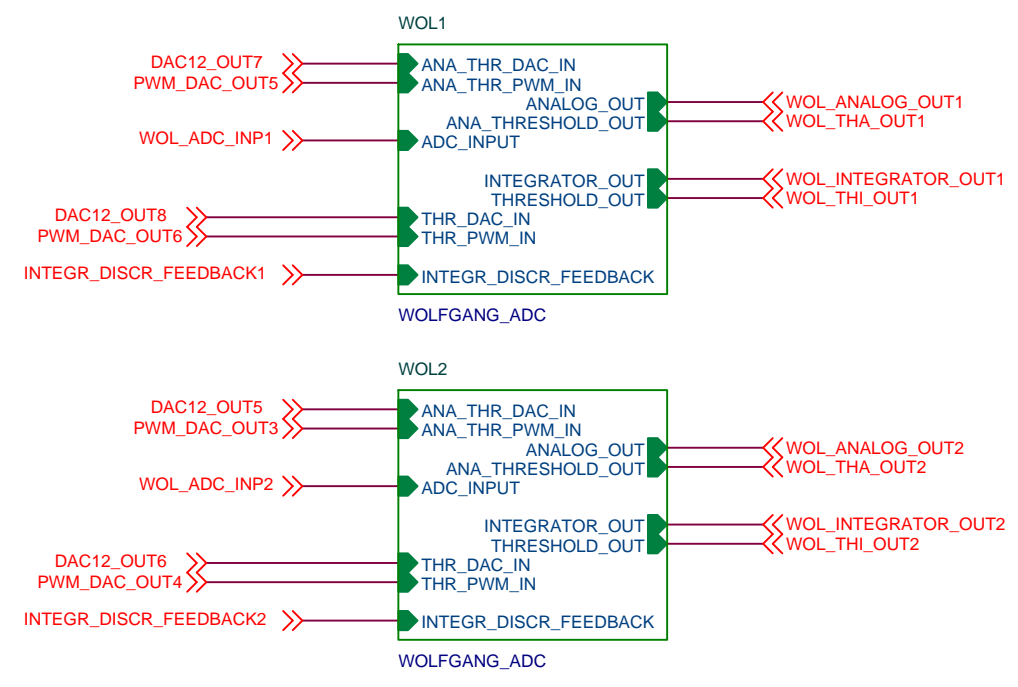 WOL1
DAC12_OUT7 ANA_THR_DAC_IN
PWM_DAC_OUT5 ANA_THR_PWM_IN
ANALOG_OUT WOL_ANALOG_OUT1
ANA_THRESHOLD_OUT WOL_THA_OUT1
WOL_ADC_INP1 ADC_INPUT
INTEGRATOR_OUT WOL_INTEGRATOR_OUT1
THRESHOLD_OUT WOL_THI_OUT1
DAC12_OUT8 THR_DAC_IN
PWM_DAC_OUT6 THR_PWM_IN
INTEGR_DISCR_FEEDBACK1 INTEGR_DISCR_FEEDBACK
WOLFGANG_ADC
WOL2
DAC12_OUT5 ANA_THR_DAC_IN
PWM_DAC_OUT3 ANA_THR_PWM_IN
ANALOG_OUT WOL_ANALOG_OUT2
ANA_THRESHOLD_OUT WOL_THA_OUT2
WOL_ADC_INP2 ADC_INPUT
INTEGRATOR_OUT WOL_INTEGRATOR_OUT2
THRESHOLD_OUT WOL_THI_OUT2
DAC12_OUT6 THR_DAC_IN
PWM_DAC_OUT4 THR_PWM_IN
INTEGR_DISCR_FEEDBACK2 INTEGR_DISCR_FEEDBACK
WOLFGANG_ADC